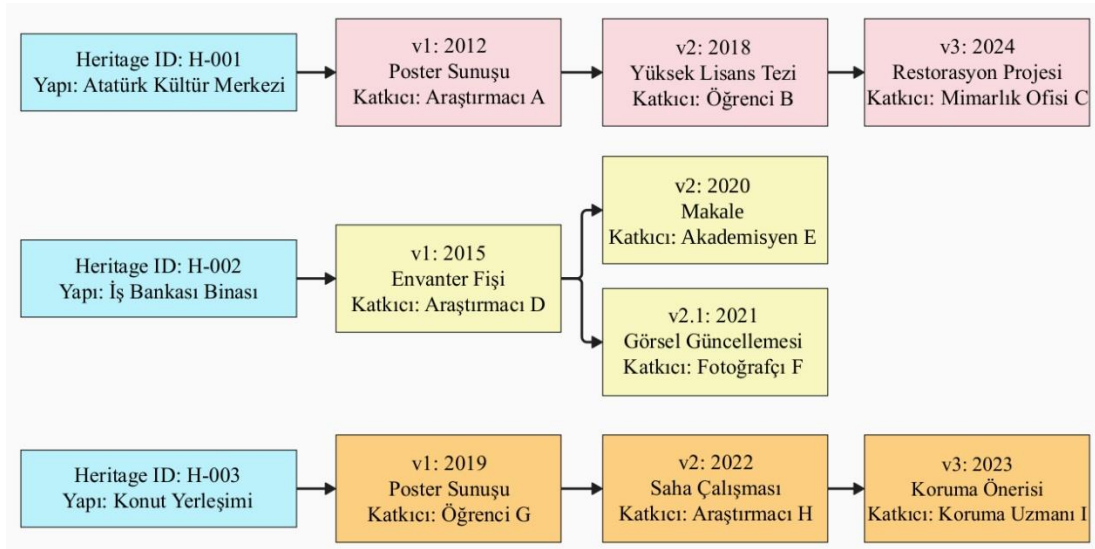 Heritage ID: H-001
Yapı: Atatürk Kültür Merkezi
v1: 2012
Poster Sunuşu
Katkıcı: Araştırmacı A
v2: 2018
Yüksek Lisans Tezi
Katkıcı: Öğrenci B
v3: 2024
Restorasyon Projesi
Katkıcı: Mimarlık Ofisi C
Heritage ID: H-002
Yapı: İş Bankası Binası
v1: 2015
Envanter Fişi
Katkıcı: Araştırmacı D
v2: 2020
Makale
Katkıcı: Akademisyen E
v2.1: 2021
Görsel Güncellemesi
Katkıcı: Fotoğrafçı F
Heritage ID: H-003
Yapı: Konut Yerleşimi
v1: 2019
Poster Sunuşu
Katkıcı: Öğrenci G
v2: 2022
Saha Çalışması
Katkıcı: Araştırmacı H
v3: 2023
Koruma Önerisi
Katkıcı: Koruma Uzmanı I